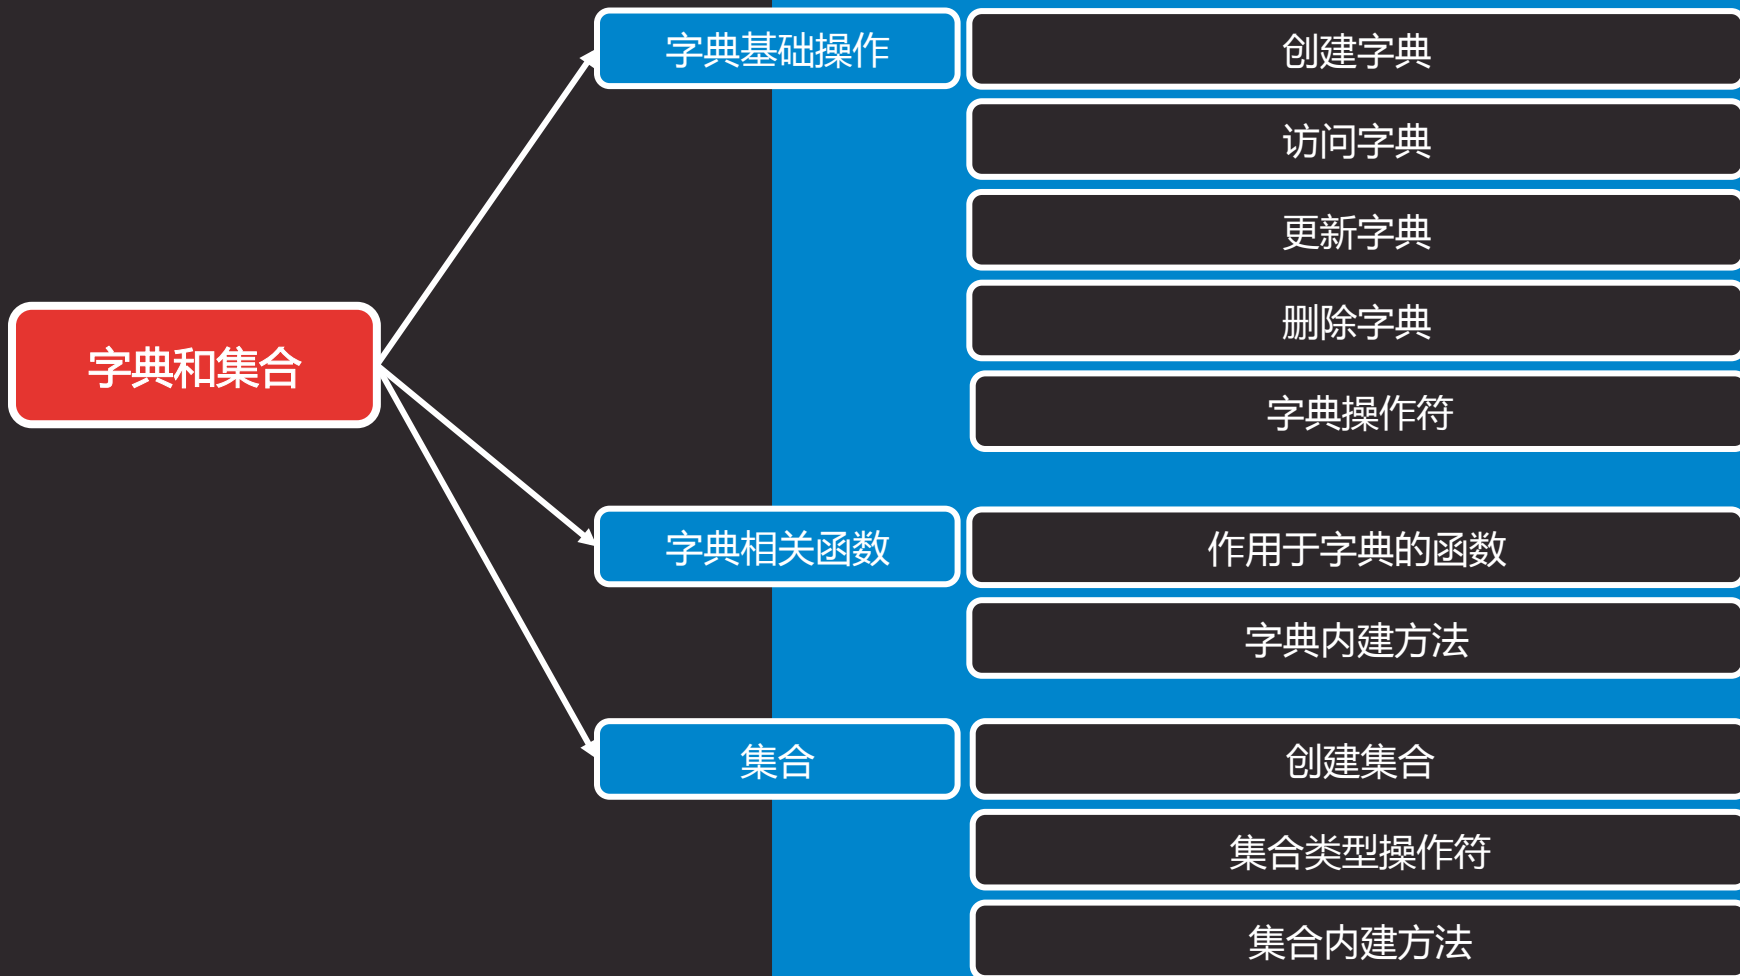 字典和集合
字典基础操作
创建字典
访问字典
更新字典
删除字典
字典操作符
字典相关函数
作用于字典的函数
字典内建方法
集合
创建集合
集合类型操作符
集合内建方法